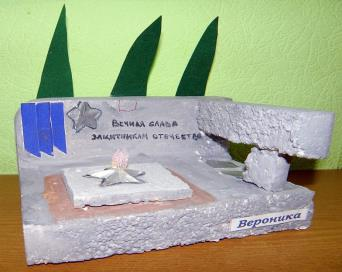 Вечная слава
защитникам отечества
Вероника